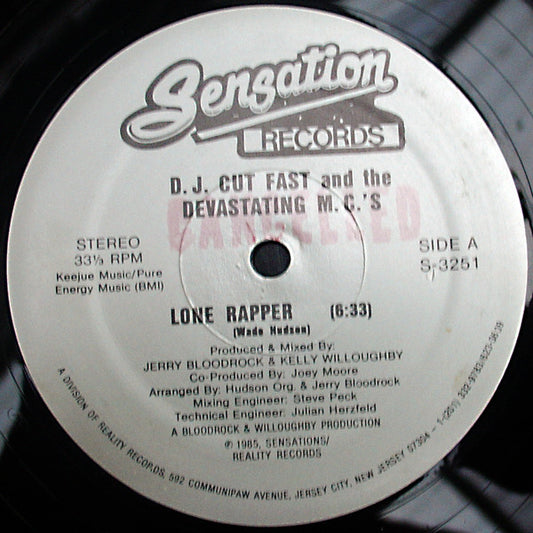 Sensation
RECORDS
D.J. CUT FAST and the
DEVASTATING M.C.'S
CANCELLED
STEREO
33⅓ RPM
Keejue Music/Pure
Energy Music (BMI)
SIDE A
S-3251
LONE RAPPER (6:33)
(Wade Hudson)
Produced & Mixed By:
JERRY BLOODROCK & KELLY WILLOUGHBY
Co-Produced By: Joey Moore
Arranged By: Hudson Org. & Jerry Bloodrock
Mixing Engineer: Steve Peck
Technical Engineer: Julian Herzfeld
A BLOODROCK & WILLOUGHBY PRODUCTION
℗ 1985, SENSATIONS/
REALITY RECORDS
A DIVISION OF REALITY RECORDS, 592 COMMUNIPAW AVENUE, JERSEY CITY, NEW JERSEY 07304 - 1-(201)